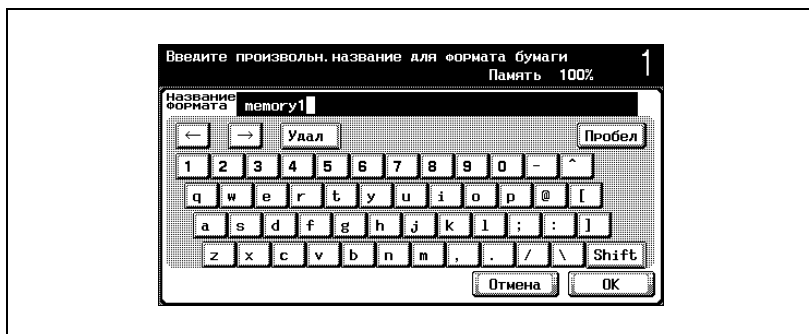 Введите произвольн.название для формата бумаги
Память 100% 1
Название формата memory1
← → Удал Пробел
1 2 3 4 5 6 7 8 9 0 - ^
q w e r t y u i o p @ [
a s d f g h j k l ; : ]
z x c v b n m , . / \ Shift
Отмена OK